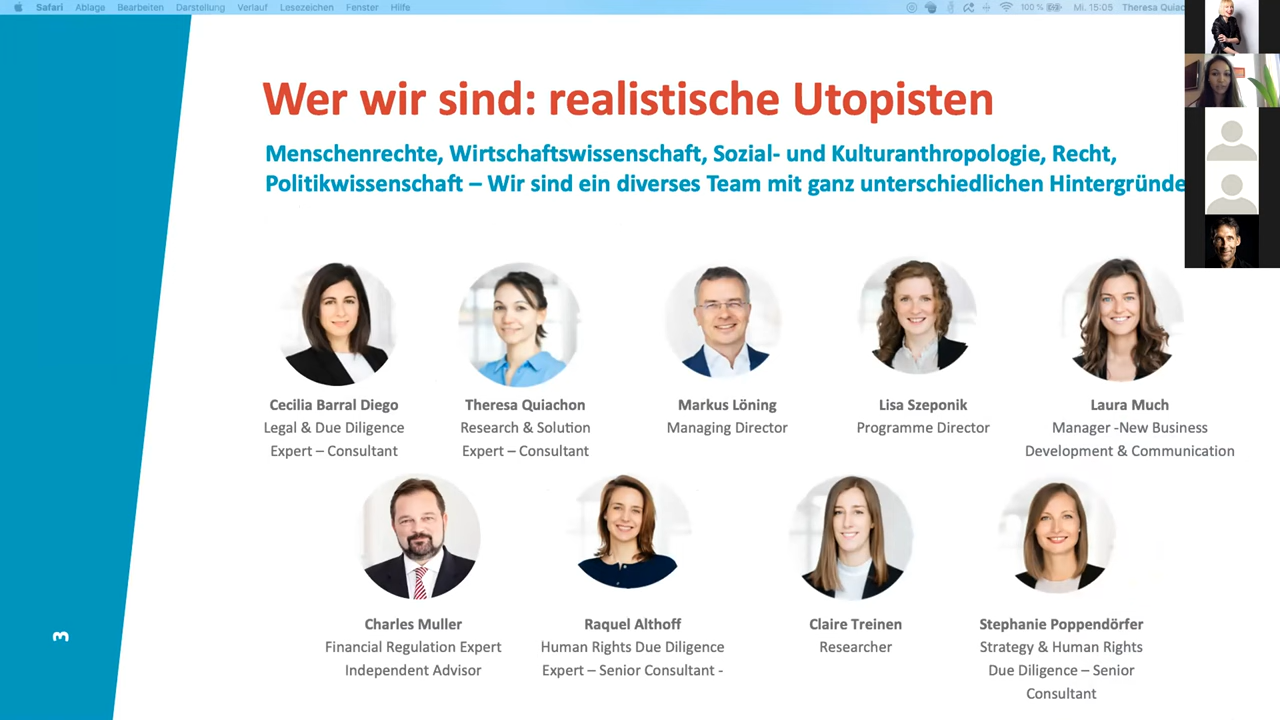 Safari Ablage Bearbeiten Darstellung Verlauf Lesezeichen Fenster Hilfe 100 % Mi. 15:05 Theresa
Wer wir sind: realistische Utopisten
Menschenrechte, Wirtschaftswissenschaft, Sozial- und Kulturanthropologie, Recht,
Politikwissenschaft – Wir sind ein diverses Team mit ganz unterschiedlichen Hintergründe
Cecilia Barral Diego
Legal & Due Diligence
Expert – Consultant
Theresa Quiachon
Research & Solution
Expert – Consultant
Markus Löning
Managing Director
Lisa Szeponik
Programme Director
Laura Much
Manager -New Business
Development & Communication
Charles Muller
Financial Regulation Expert
Independent Advisor
Raquel Althoff
Human Rights Due Diligence
Expert – Senior Consultant -
Claire Treinen
Researcher
Stephanie Poppendörfer
Strategy & Human Rights
Due Diligence – Senior
Consultant